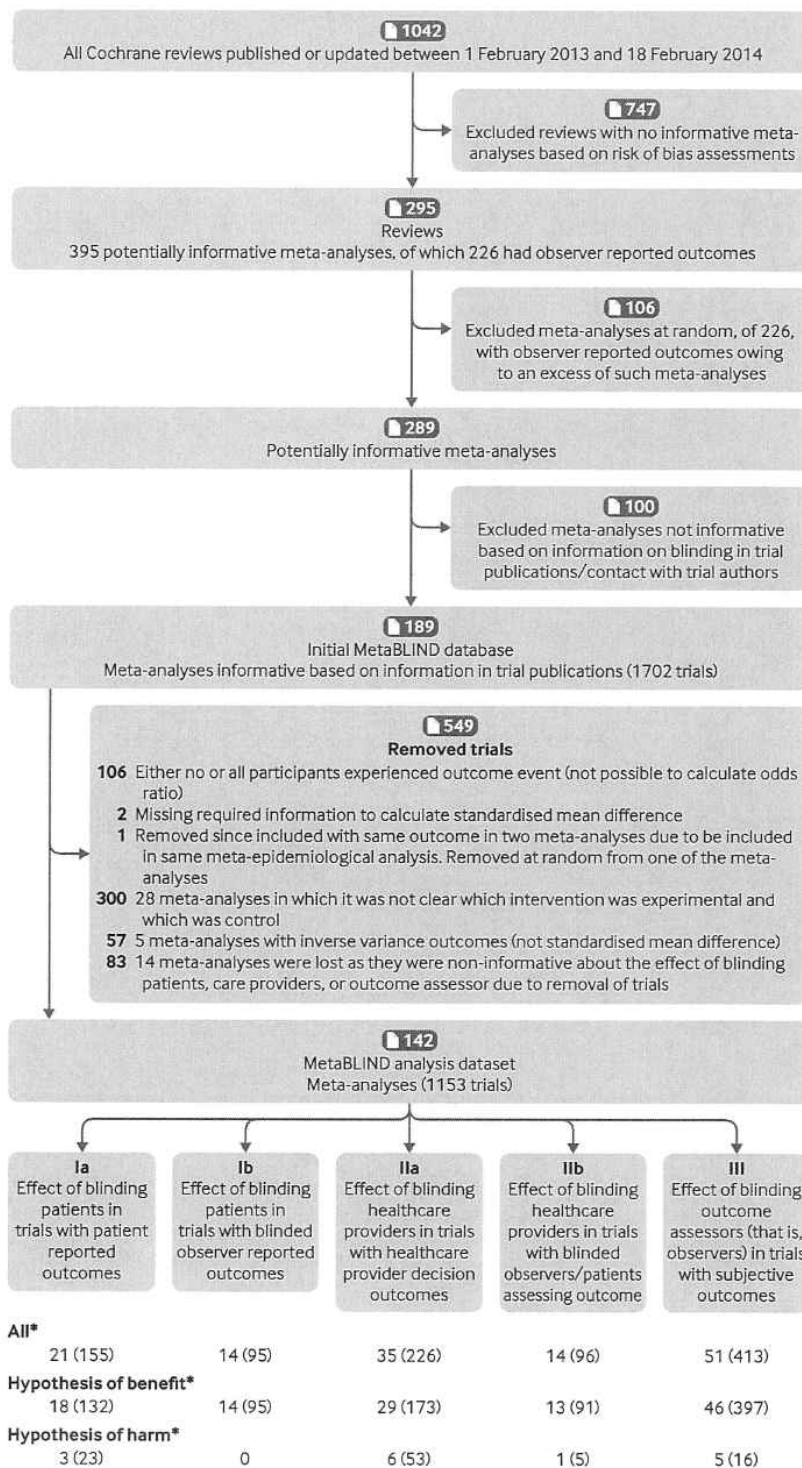 1042
All Cochrane reviews published or updated between 1 February 2013 and 18 February 2014
747
Excluded reviews with no informative meta-
analyses based on risk of bias assessments
295
Reviews
395 potentially informative meta-analyses, of which 226 had observer reported outcomes
106
Excluded meta-analyses at random, of 226,
with observer reported outcomes owing
to an excess of such meta-analyses
289
Potentially informative meta-analyses
100
Excluded meta-analyses not informative
based on information on blinding in trial
publications/contact with trial authors
189
Initial MetaBLIND database
Meta-analyses informative based on information in trial publications (1702 trials)
549
Removed trials
106 Either no or all participants experienced outcome event (not possible to calculate odds
ratio)
2 Missing required information to calculate standardised mean difference
1 Removed since included with same outcome in two meta-analyses due to be included
in same meta-epidemiological analysis. Removed at random from one of the meta-
analyses
300 28 meta-analyses in which it was not clear which intervention was experimental and
which was control
57 5 meta-analyses with inverse variance outcomes (not standardised mean difference)
83 14 meta-analyses were lost as they were non-informative about the effect of blinding
patients, care providers, or outcome assessor due to removal of trials
142
MetaBLIND analysis dataset
Meta-analyses (1153 trials)
Ia
Effect of blinding
patients in
trials with patient
reported
outcomes
Ib
Effect of blinding
patients in
trials with blinded
observer reported
outcomes
IIa
Effect of blinding
healthcare
providers in trials
with healthcare
provider decision
outcomes
IIb
Effect of blinding
healthcare
providers in trials
with blinded
observers/patients
assessing outcome
III
Effect of blinding
outcome
assessors (that is,
observers) in trials
with subjective
outcomes
All*
21 (155) 14 (95) 35 (226) 14 (96) 51 (413)
Hypothesis of benefit*
18 (132) 14 (95) 29 (173) 13 (91) 46 (397)
Hypothesis of harm*
3 (23) 0 6 (53) 1 (5) 5 (16)